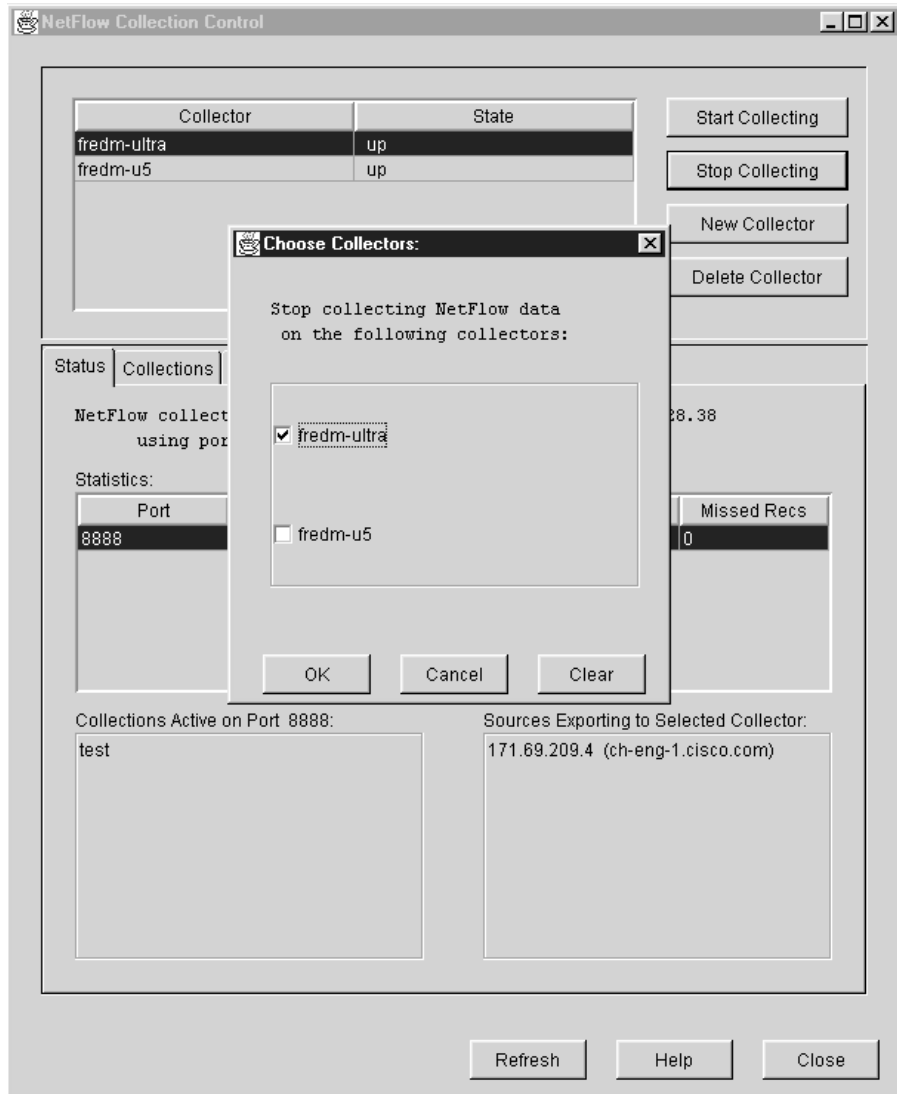 NetFlow Collection Control
Collector State
fredm-ultra up
fredm-u5 up
Start Collecting
Stop Collecting
New Collector
Delete Collector
Choose Collectors:
Stop collecting NetFlow data
on the following collectors:
fredm-ultra
fredm-u5
OK Cancel Clear
Status Collections
NetFlow collect 28.38
using por
Statistics:
Port Missed Recs
8888 0
Collections Active on Port 8888:
test
Sources Exporting to Selected Collector:
171.69.209.4 (ch-eng-1.cisco.com)
Refresh Help Close